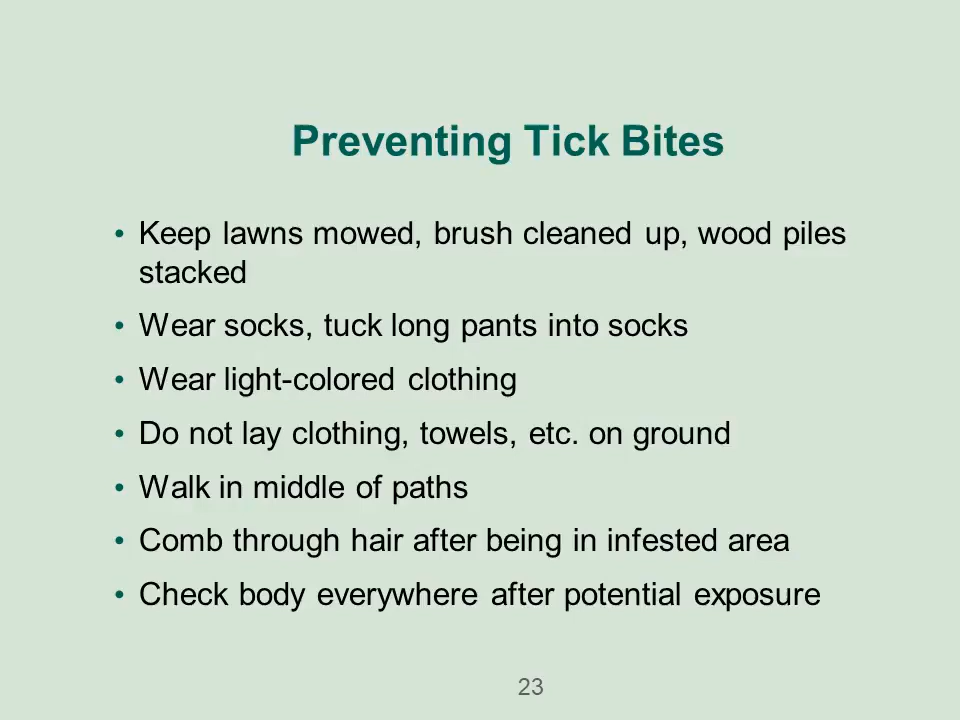 Preventing Tick Bites
• Keep lawns mowed, brush cleaned up, wood piles
stacked
• Wear socks, tuck long pants into socks
• Wear light-colored clothing
• Do not lay clothing, towels, etc. on ground
• Walk in middle of paths
• Comb through hair after being in infested area
• Check body everywhere after potential exposure
23